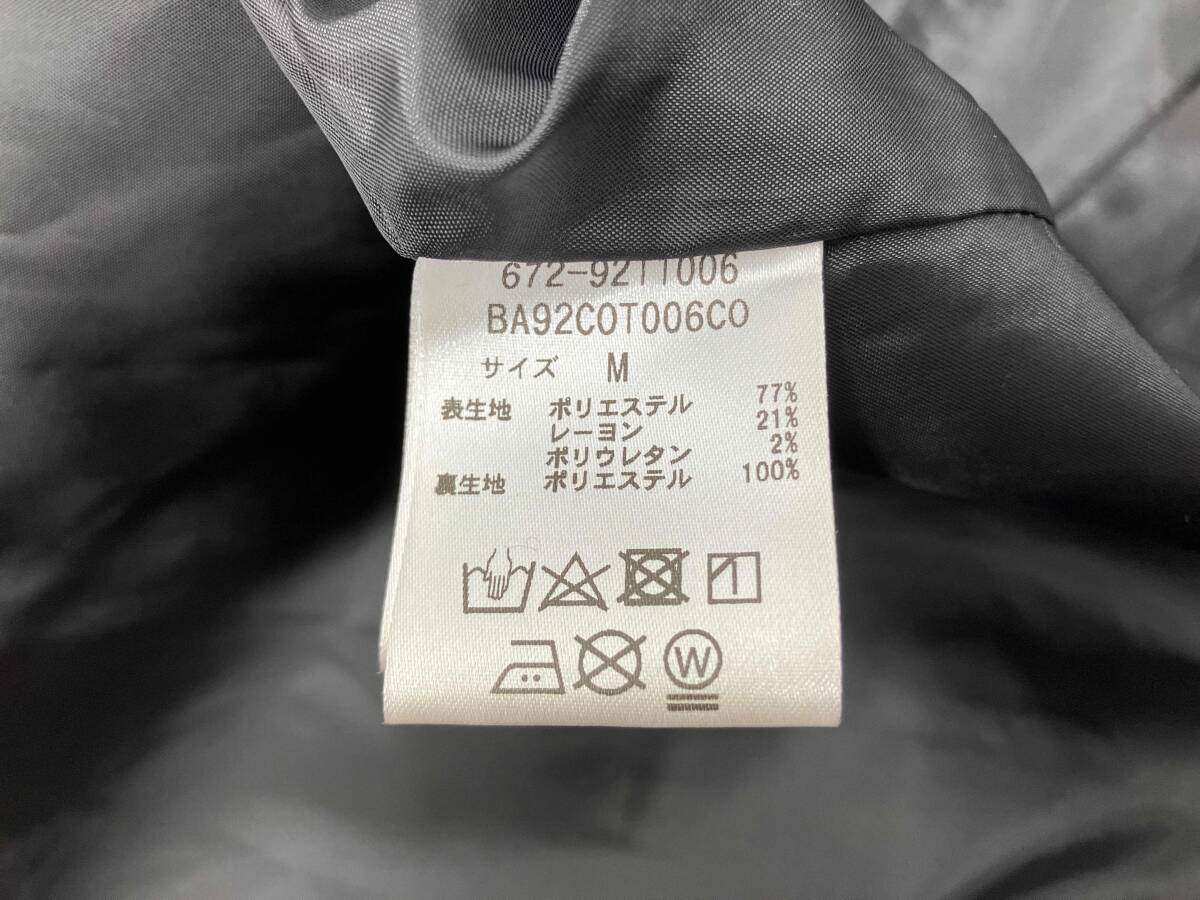 672-9211006
BA92COT006CO
サイズ M
表生地 ポリエステル 77%
レーヨン 21%
ポリウレタン 2%
裏生地 ポリエステル 100%
W